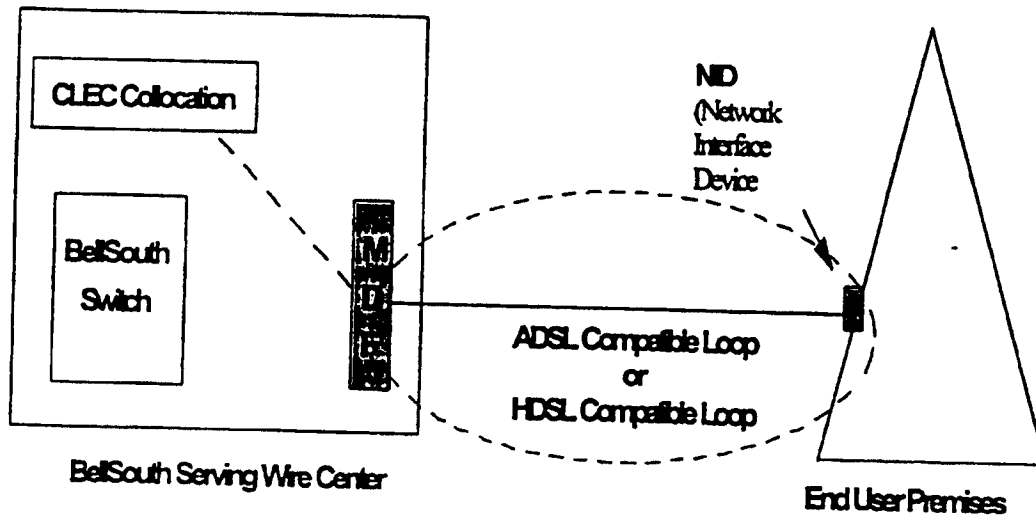 CLEC Collocation
BellSouth
Switch
M
D
F
NID
(Network
Interface
Device
ADSL Compatible Loop
or
HDSL Compatible Loop
BellSouth Serving Wire Center
End User Premises